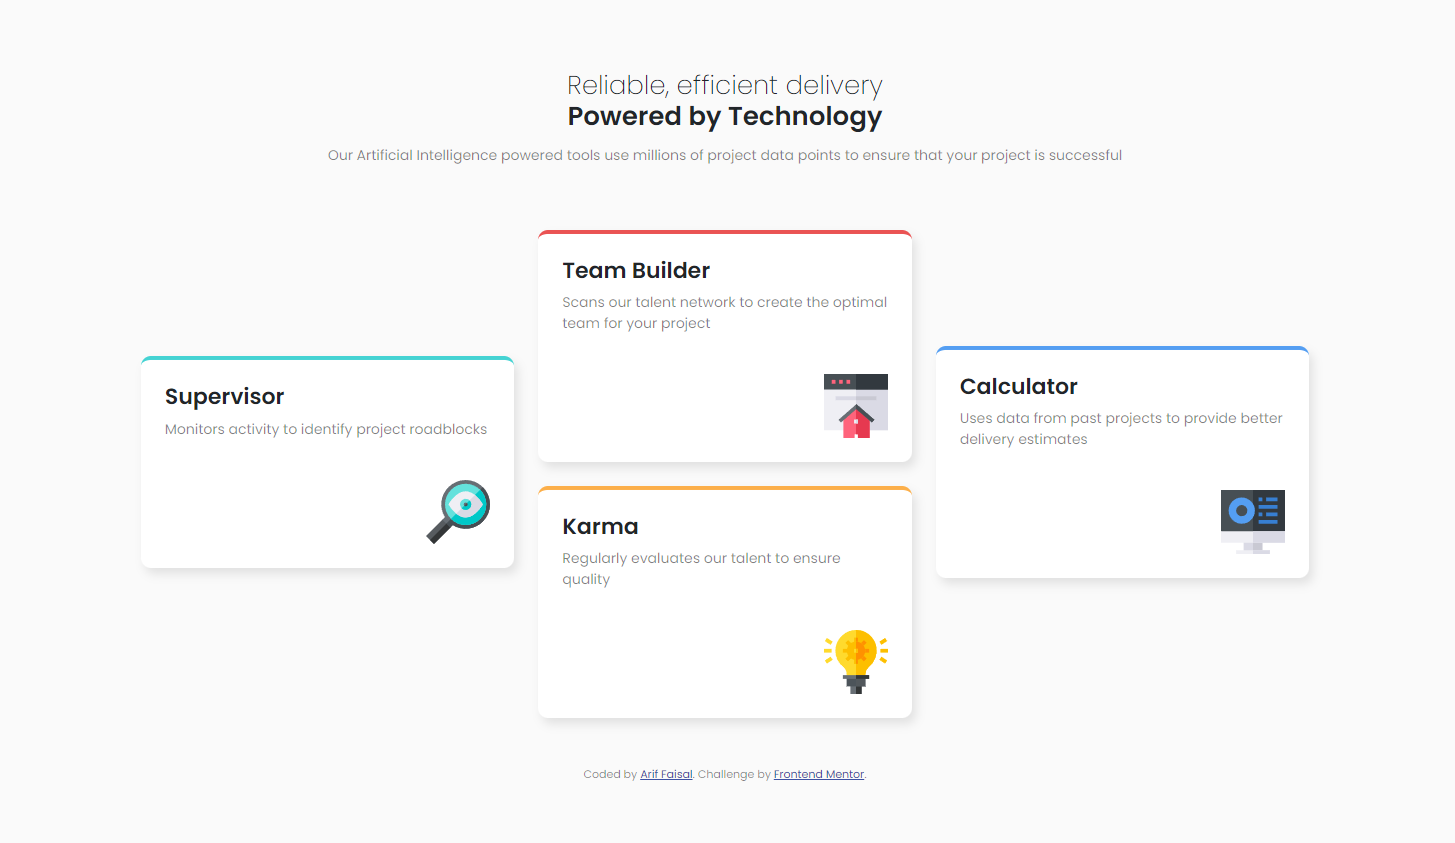 Reliable, efficient delivery
Powered by Technology
Our Artificial Intelligence powered tools use millions of project data points to ensure that your project is successful
Supervisor
Monitors activity to identify project roadblocks
Team Builder
Scans our talent network to create the optimal
team for your project
Karma
Regularly evaluates our talent to ensure
quality
Calculator
Uses data from past projects to provide better
delivery estimates
Coded by Arif Faisal. Challenge by Frontend Mentor.